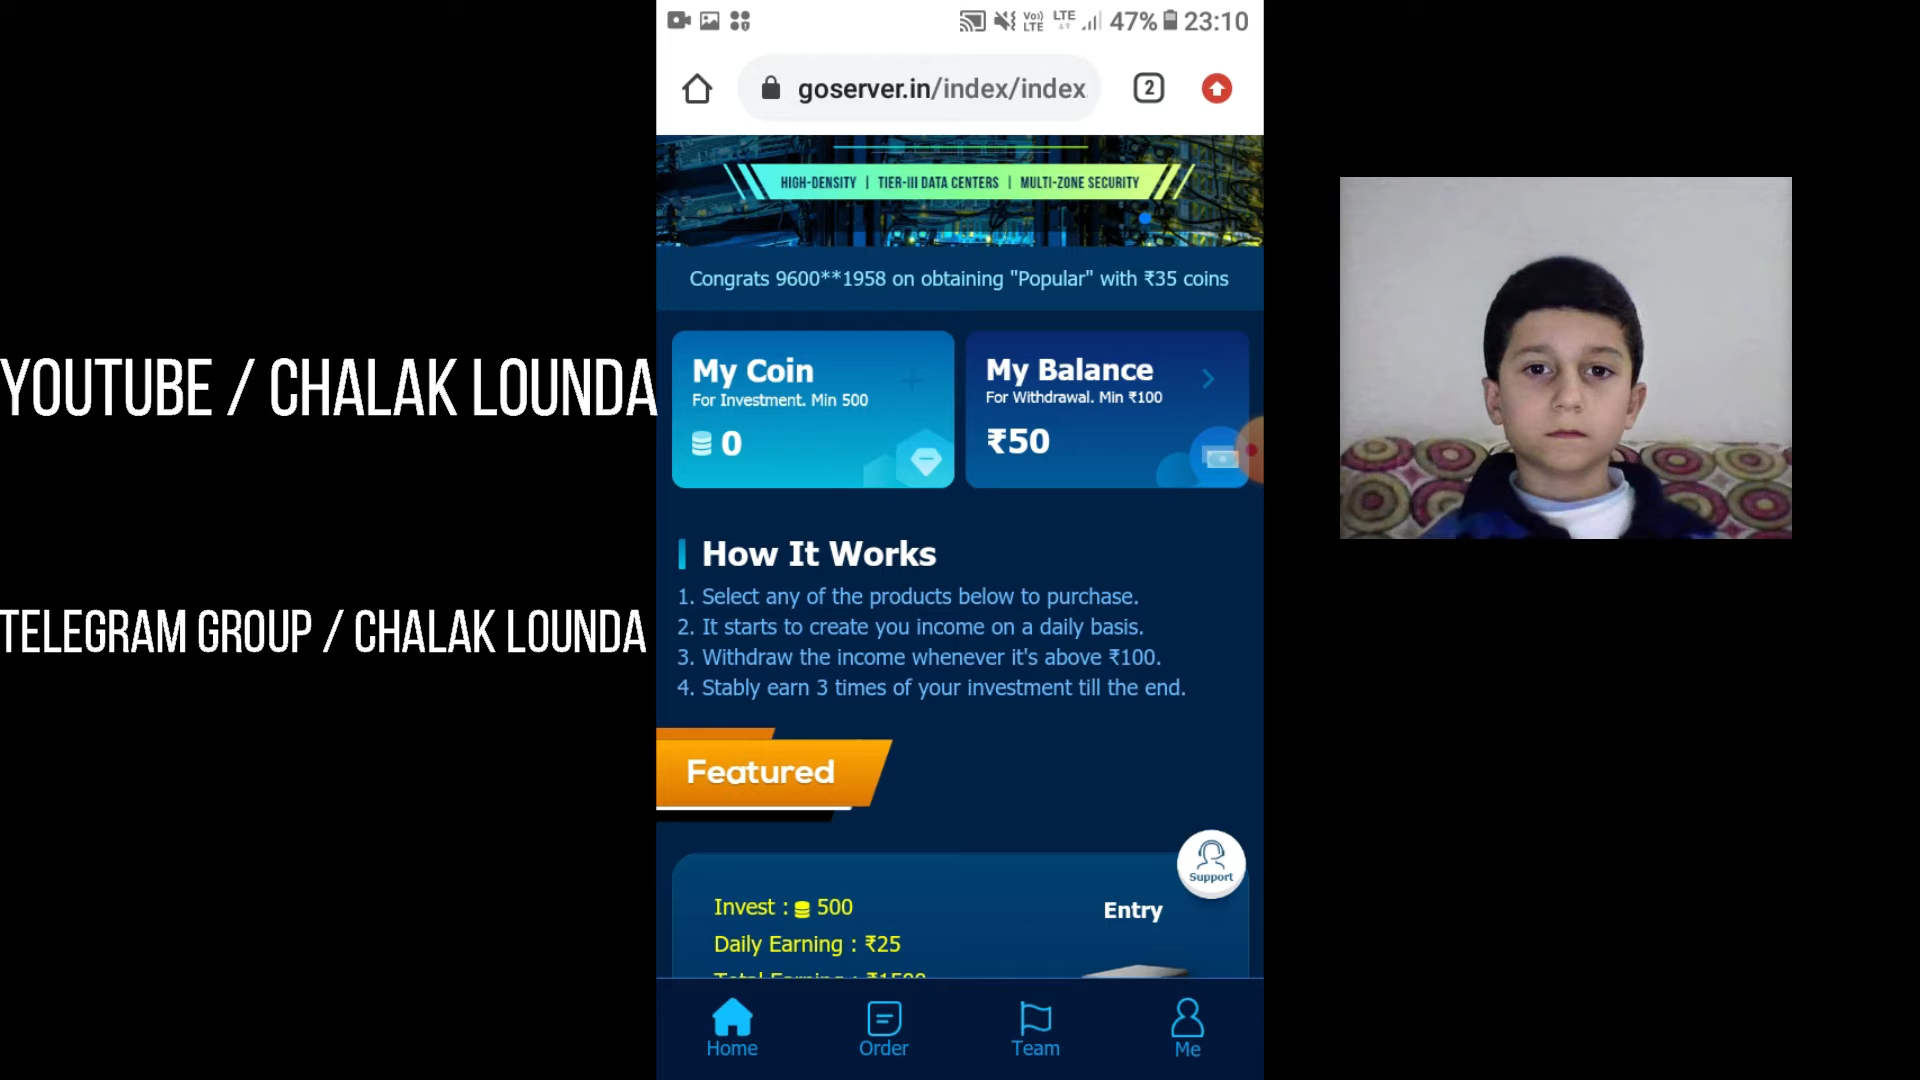 47% 23:10
goserver.in/index/index
2
HIGH-DENSITY | TIER-III DATA CENTERS | MULTI-ZONE SECURITY
Congrats 9600**1958 on obtaining "Popular" with ₹35 coins
My Coin
For Investment. Min 500
0
My Balance
For Withdrawal. Min ₹100
₹50
YOUTUBE / CHALAK LOUNDA
TELEGRAM GROUP / CHALAK LOUNDA
How It Works
1. Select any of the products below to purchase.
2. It starts to create you income on a daily basis.
3. Withdraw the income whenever it's above ₹100.
4. Stably earn 3 times of your investment till the end.
Featured
Support
Invest : 500
Entry
Daily Earning : ₹25
Total Earning : ₹1500
Home
Order
Team
Me